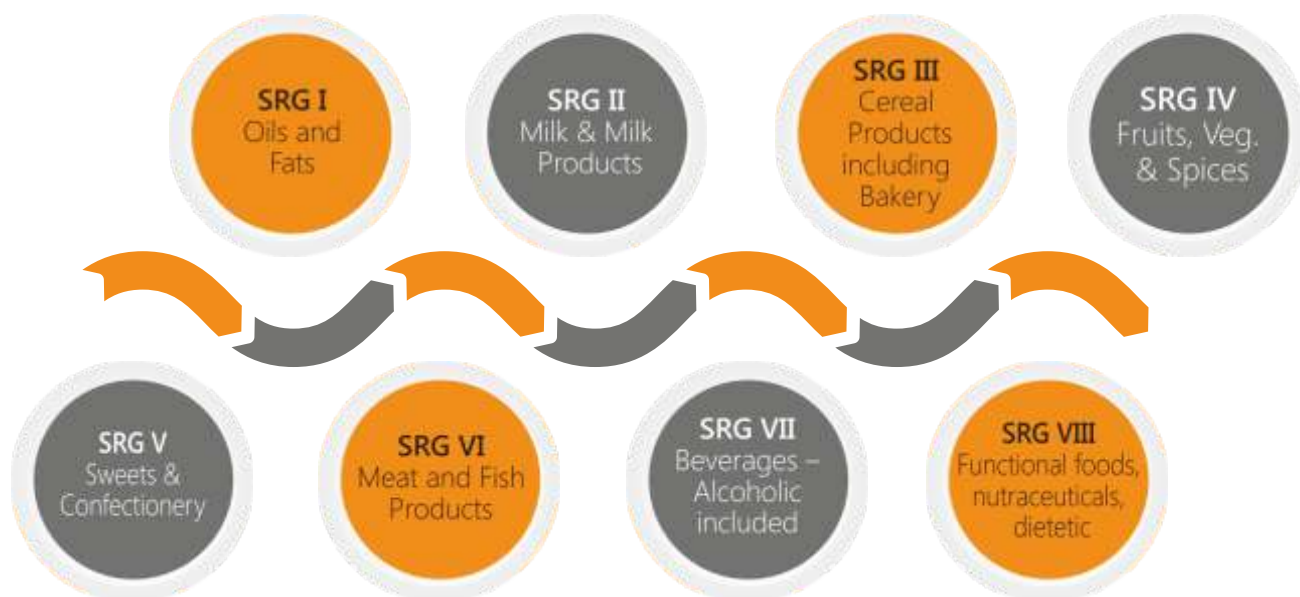 SRG I
Oils and
Fats
SRG II
Milk & Milk
Products
SRG III
Cereal
Products
including
Bakery
SRG IV
Fruits, Veg.
& Spices
SRG V
Sweets &
Confectionery
SRG VI
Meat and Fish
Products
SRG VII
Beverages –
Alcoholic
included
SRG VIII
Functional foods,
nutraceuticals,
dietetic